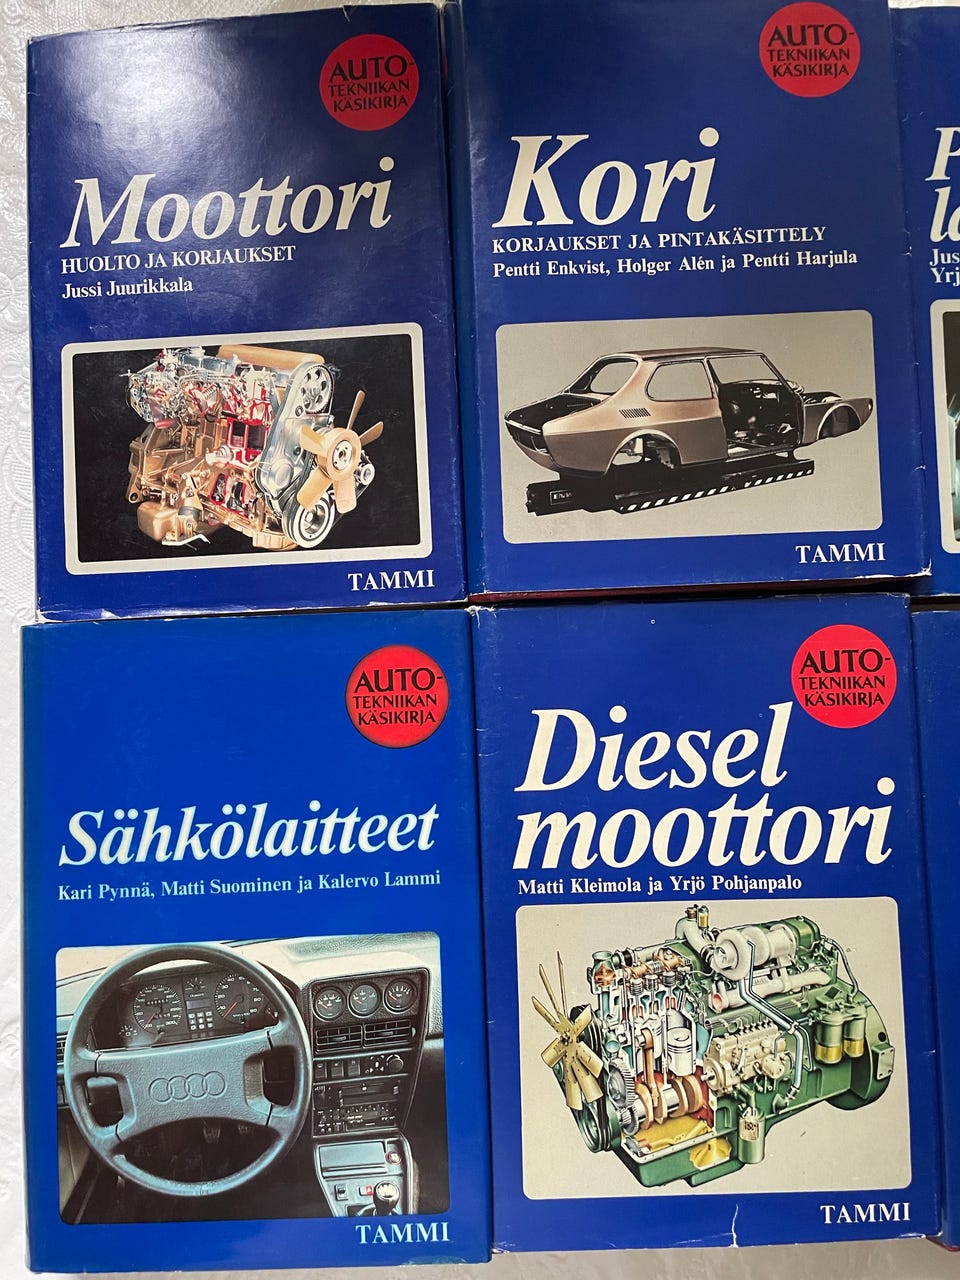 AUTO-
TEKNIIKAN
KÄSIKIRJA
Moottori
HUOLTO JA KORJAUKSET
Jussi Juurikkala
TAMMI
AUTO-
TEKNIIKAN
KÄSIKIRJA
Kori
KORJAUKSET JA PINTAKÄSITTELY
Pentti Enkvist, Holger Alén ja Pentti Harjula
TAMMI
AUTO-
TEKNIIKAN
KÄSIKIRJA
Sähkölaitteet
Kari Pynnä, Matti Suominen ja Kalervo Lammi
TAMMI
AUTO-
TEKNIIKAN
KÄSIKIRJA
Diesel
moottori
Matti Kleimola ja Yrjö Pohjanpalo
TAMMI